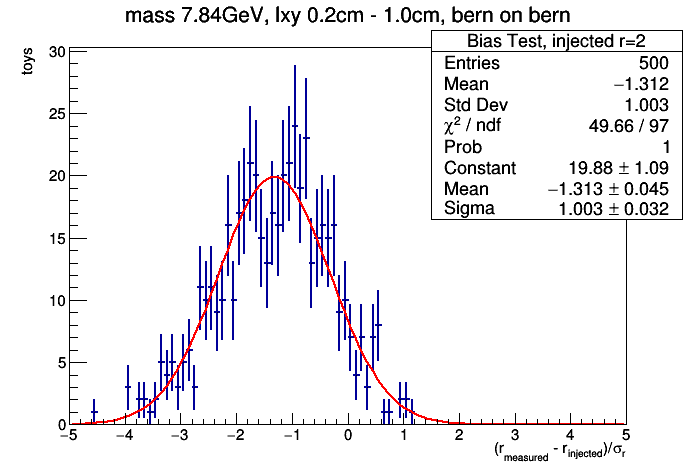 mass 7.84GeV, lxy 0.2cm - 1.0cm, bern on bern
Bias Test, injected r=2
Entries 500
Mean −1.312
Std Dev 1.003
χ² / ndf 49.66 / 97
Prob 1
Constant 19.88 ± 1.09
Mean −1.313 ± 0.045
Sigma 1.003 ± 0.032
toys
30
25
20
15
10
5
0
−5 −4 −3 −2 −1 0 1 2 3 4 5
(r_measured - r_injected)/σ_r